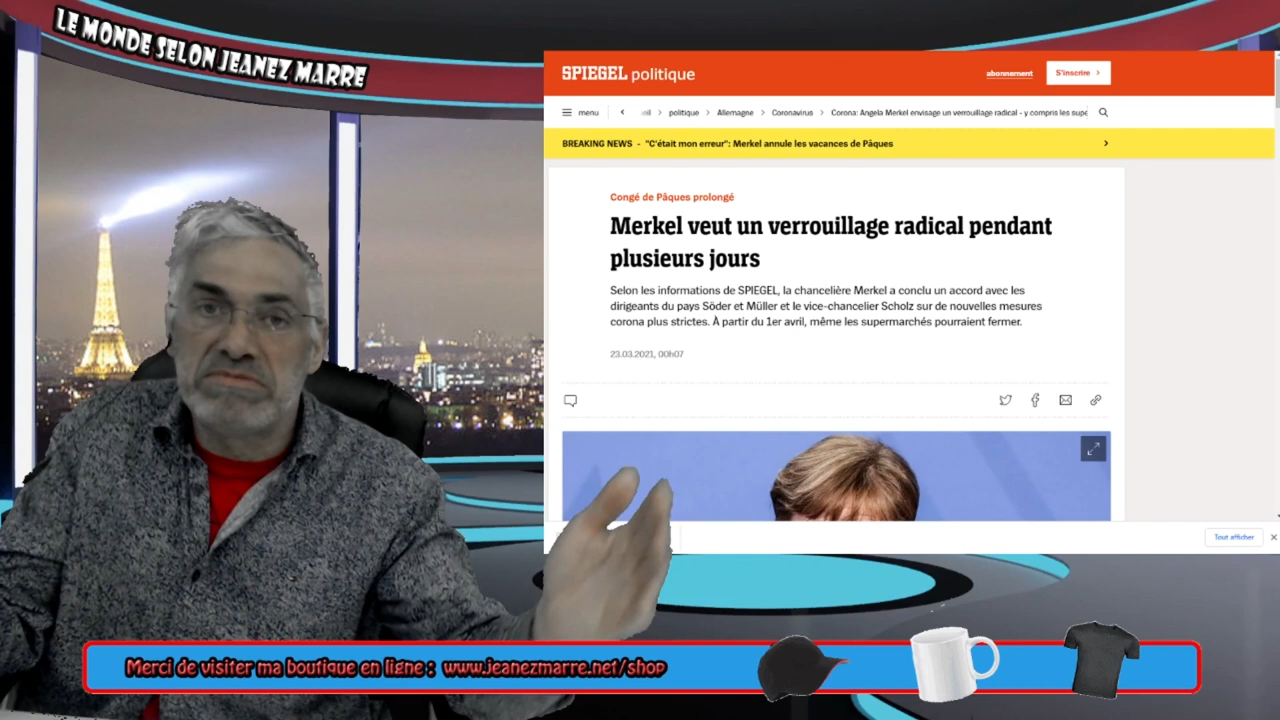 LE MONDE SELON JEANEZ MARRE
SPIEGEL politique
abonnement
S'inscrire
menu
politique
Allemagne
Coronavirus
Corona: Angela Merkel envisage un verrouillage radical - y compris les supe
BREAKING NEWS - "C'était mon erreur": Merkel annule les vacances de Pâques
Congé de Pâques prolongé
Merkel veut un verrouillage radical pendant
plusieurs jours
Selon les informations de SPIEGEL, la chancelière Merkel a conclu un accord avec les
dirigeants du pays Söder et Müller et le vice-chancelier Scholz sur de nouvelles mesures
corona plus strictes. À partir du 1er avril, même les supermarchés pourraient fermer.
23.03.2021, 00h07
Tout afficher
Merci de visiter ma boutique en ligne : www.jeanezmarre.net/shop